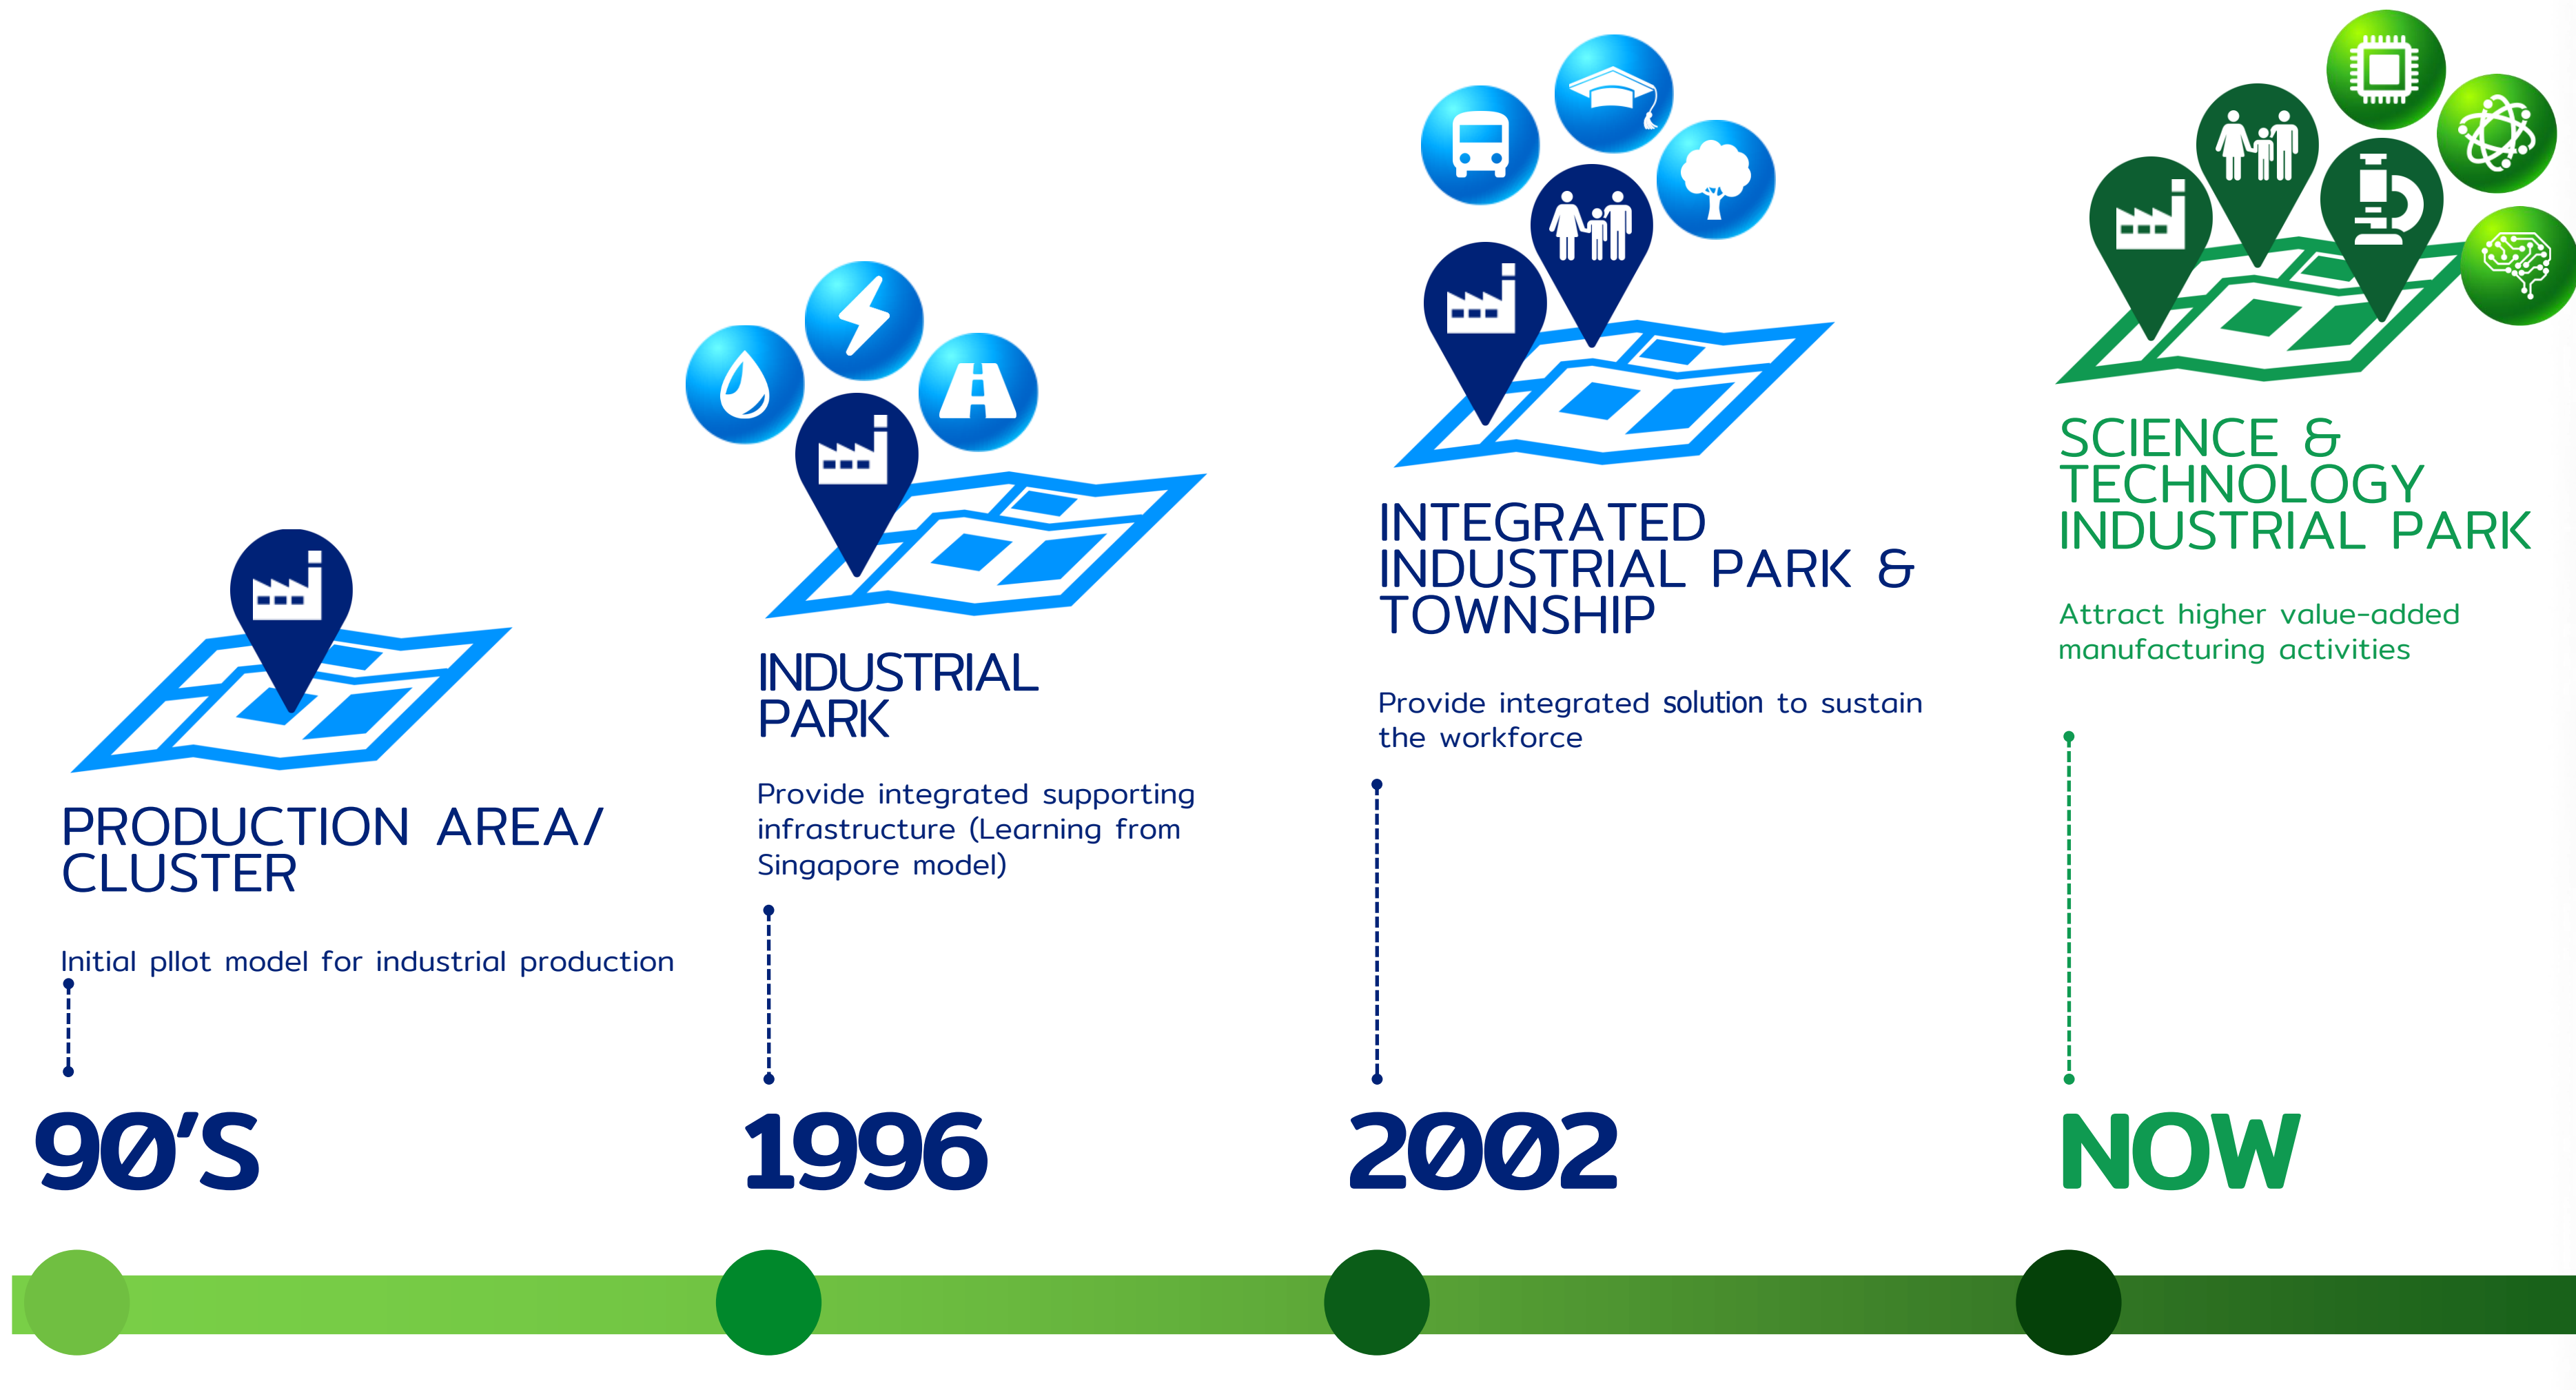 PRODUCTION AREA/
CLUSTER
Initial pllot model for industrial production
90'S
INDUSTRIAL
PARK
Provide integrated supporting
infrastructure (Learning from
Singapore model)
1996
INTEGRATED
INDUSTRIAL PARK &
TOWNSHIP
Provide integrated solution to sustain
the workforce
2002
SCIENCE &
TECHNOLOGY
INDUSTRIAL PARK
Attract higher value-added
manufacturing activities
NOW